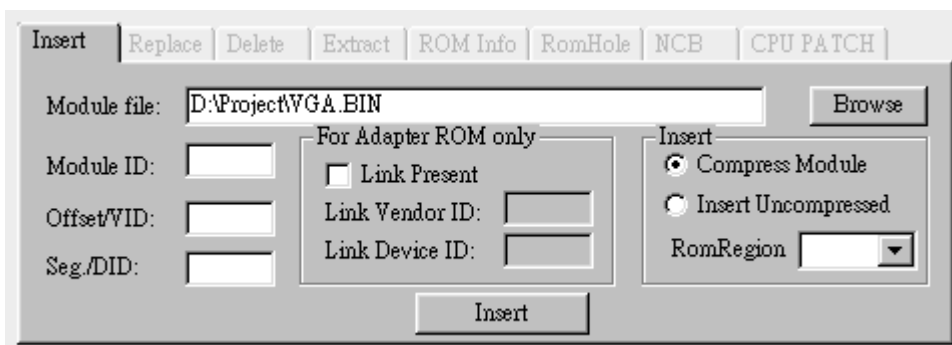 Insert Replace Delete Extract ROM Info RomHole NCB CPU PATCH
Module file: D:\Project\VGA.BIN Browse
For Adapter ROM only
Insert
Module ID:
Link Present
Compress Module
Offset/VID:
Link Vendor ID:
Insert Uncompressed
Seg./DID:
Link Device ID:
RomRegion
Insert